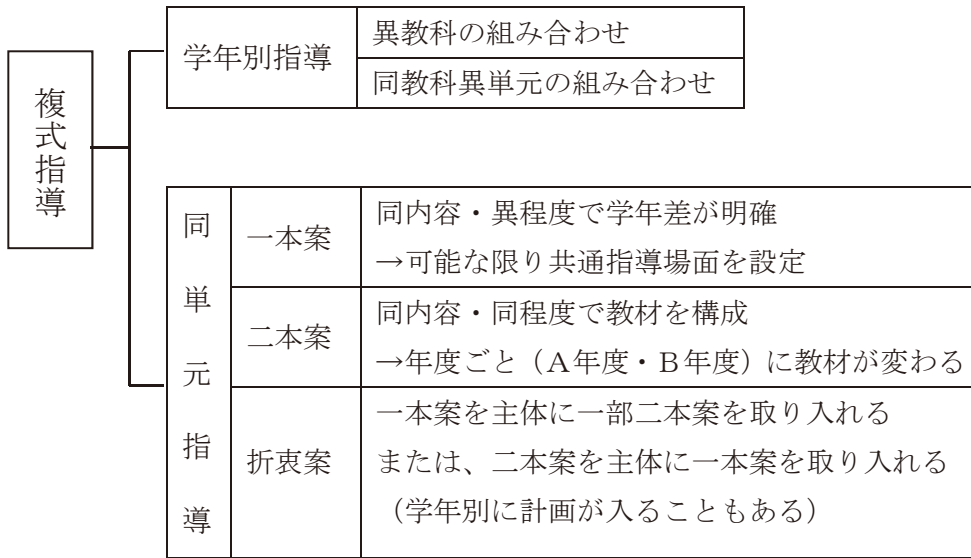 複式指導
学年別指導
異教科の組み合わせ
同教科異単元の組み合わせ
同単元指導
一本案
同内容・異程度で学年差が明確
→可能な限り共通指導場面を設定
二本案
同内容・同程度で教材を構成
→年度ごと（Ａ年度・Ｂ年度）に教材が変わる
折衷案
一本案を主体に一部二本案を取り入れる
または、二本案を主体に一本案を取り入れる
（学年別に計画が入ることもある）